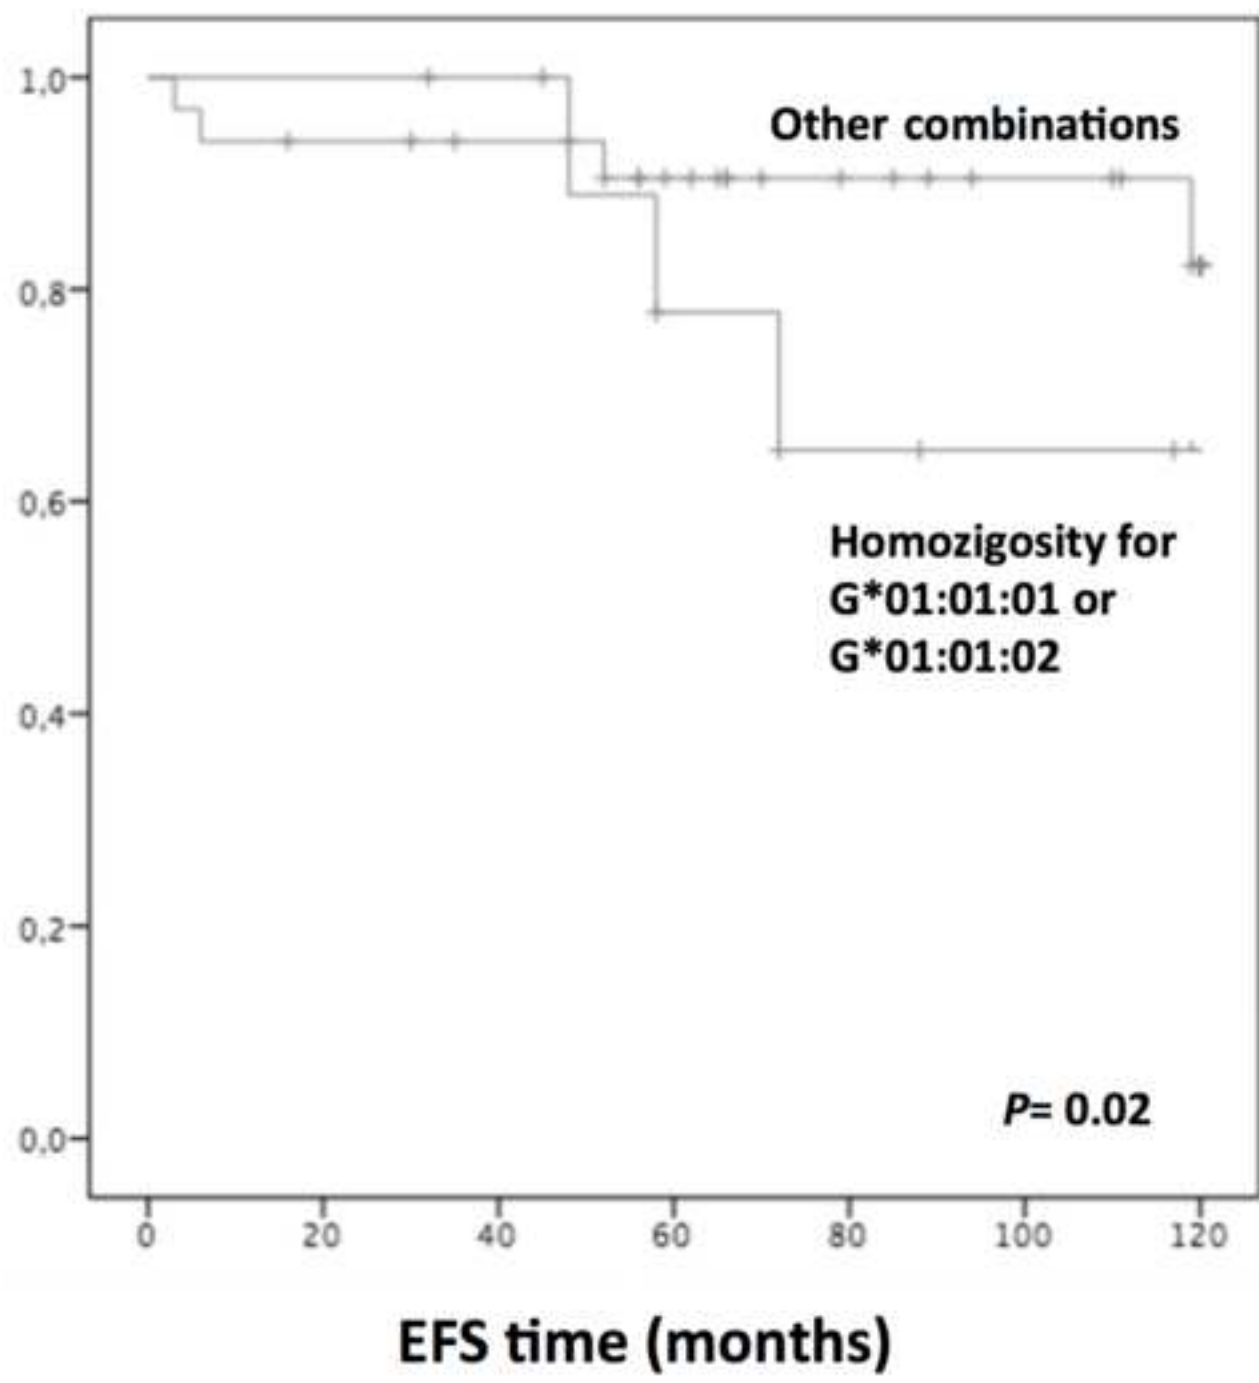 1,0
Other combinations
0,8
0,6
Homozigosity for
G*01:01:01 or
G*01:01:02
0,4
0,2
P= 0.02
0,0
0 20 40 60 80 100 120
EFS time (months)